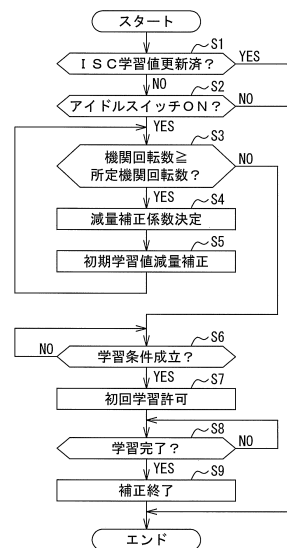 スタート
S1
ISC学習値更新済?
YES
NO
S2
アイドルスイッチON?
NO
YES
S3
機関回転数≧
所定機関回転数?
NO
YES
S4
減量補正係数決定
S5
初期学習値減量補正
S6
学習条件成立?
NO
YES
S7
初回学習許可
S8
学習完了?
NO
YES
S9
補正終了
エンド